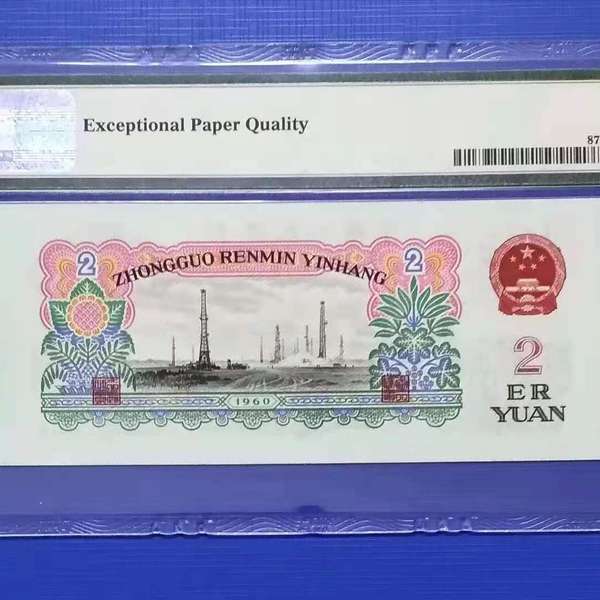 Exceptional Paper Quality
87
2
ZHONGGUO RENMIN YINHANG
2
1960
2
ER
YUAN